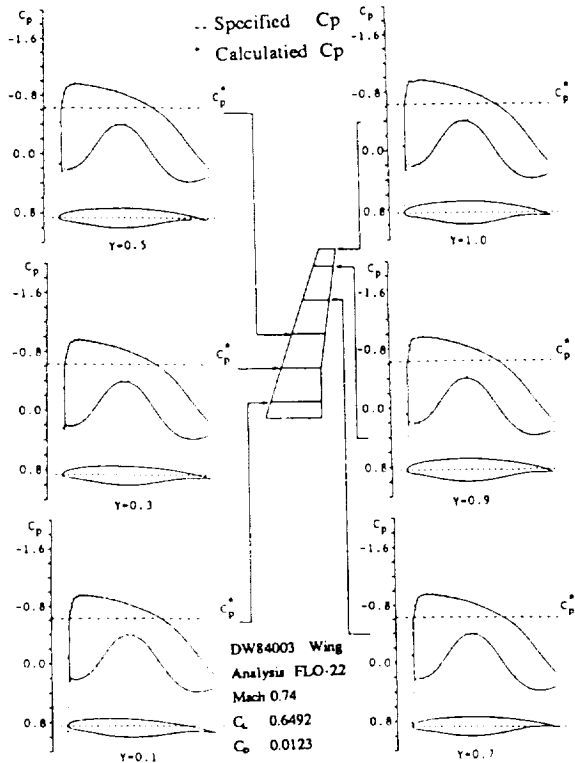 -- Specified Cp
* Calculatied Cp
Cp
-1.6
-0.8
0.0
0.8
Cp*
Y=0.5
Cp
-1.6
-0.8
0.0
0.8
Cp*
Y=1.0
Cp
-1.6
-0.8
0.0
0.8
Cp*
Y=0.3
Cp
-1.6
-0.8
0.0
0.8
Cp*
Y=0.9
Cp
-1.6
-0.8
0.0
0.8
Cp*
Y=0.1
Cp
-1.6
-0.8
0.0
0.8
Cp*
Y=0.7
DW84003 Wing
Analysis FLO-22
Mach 0.74
CL 0.6492
CD 0.0123